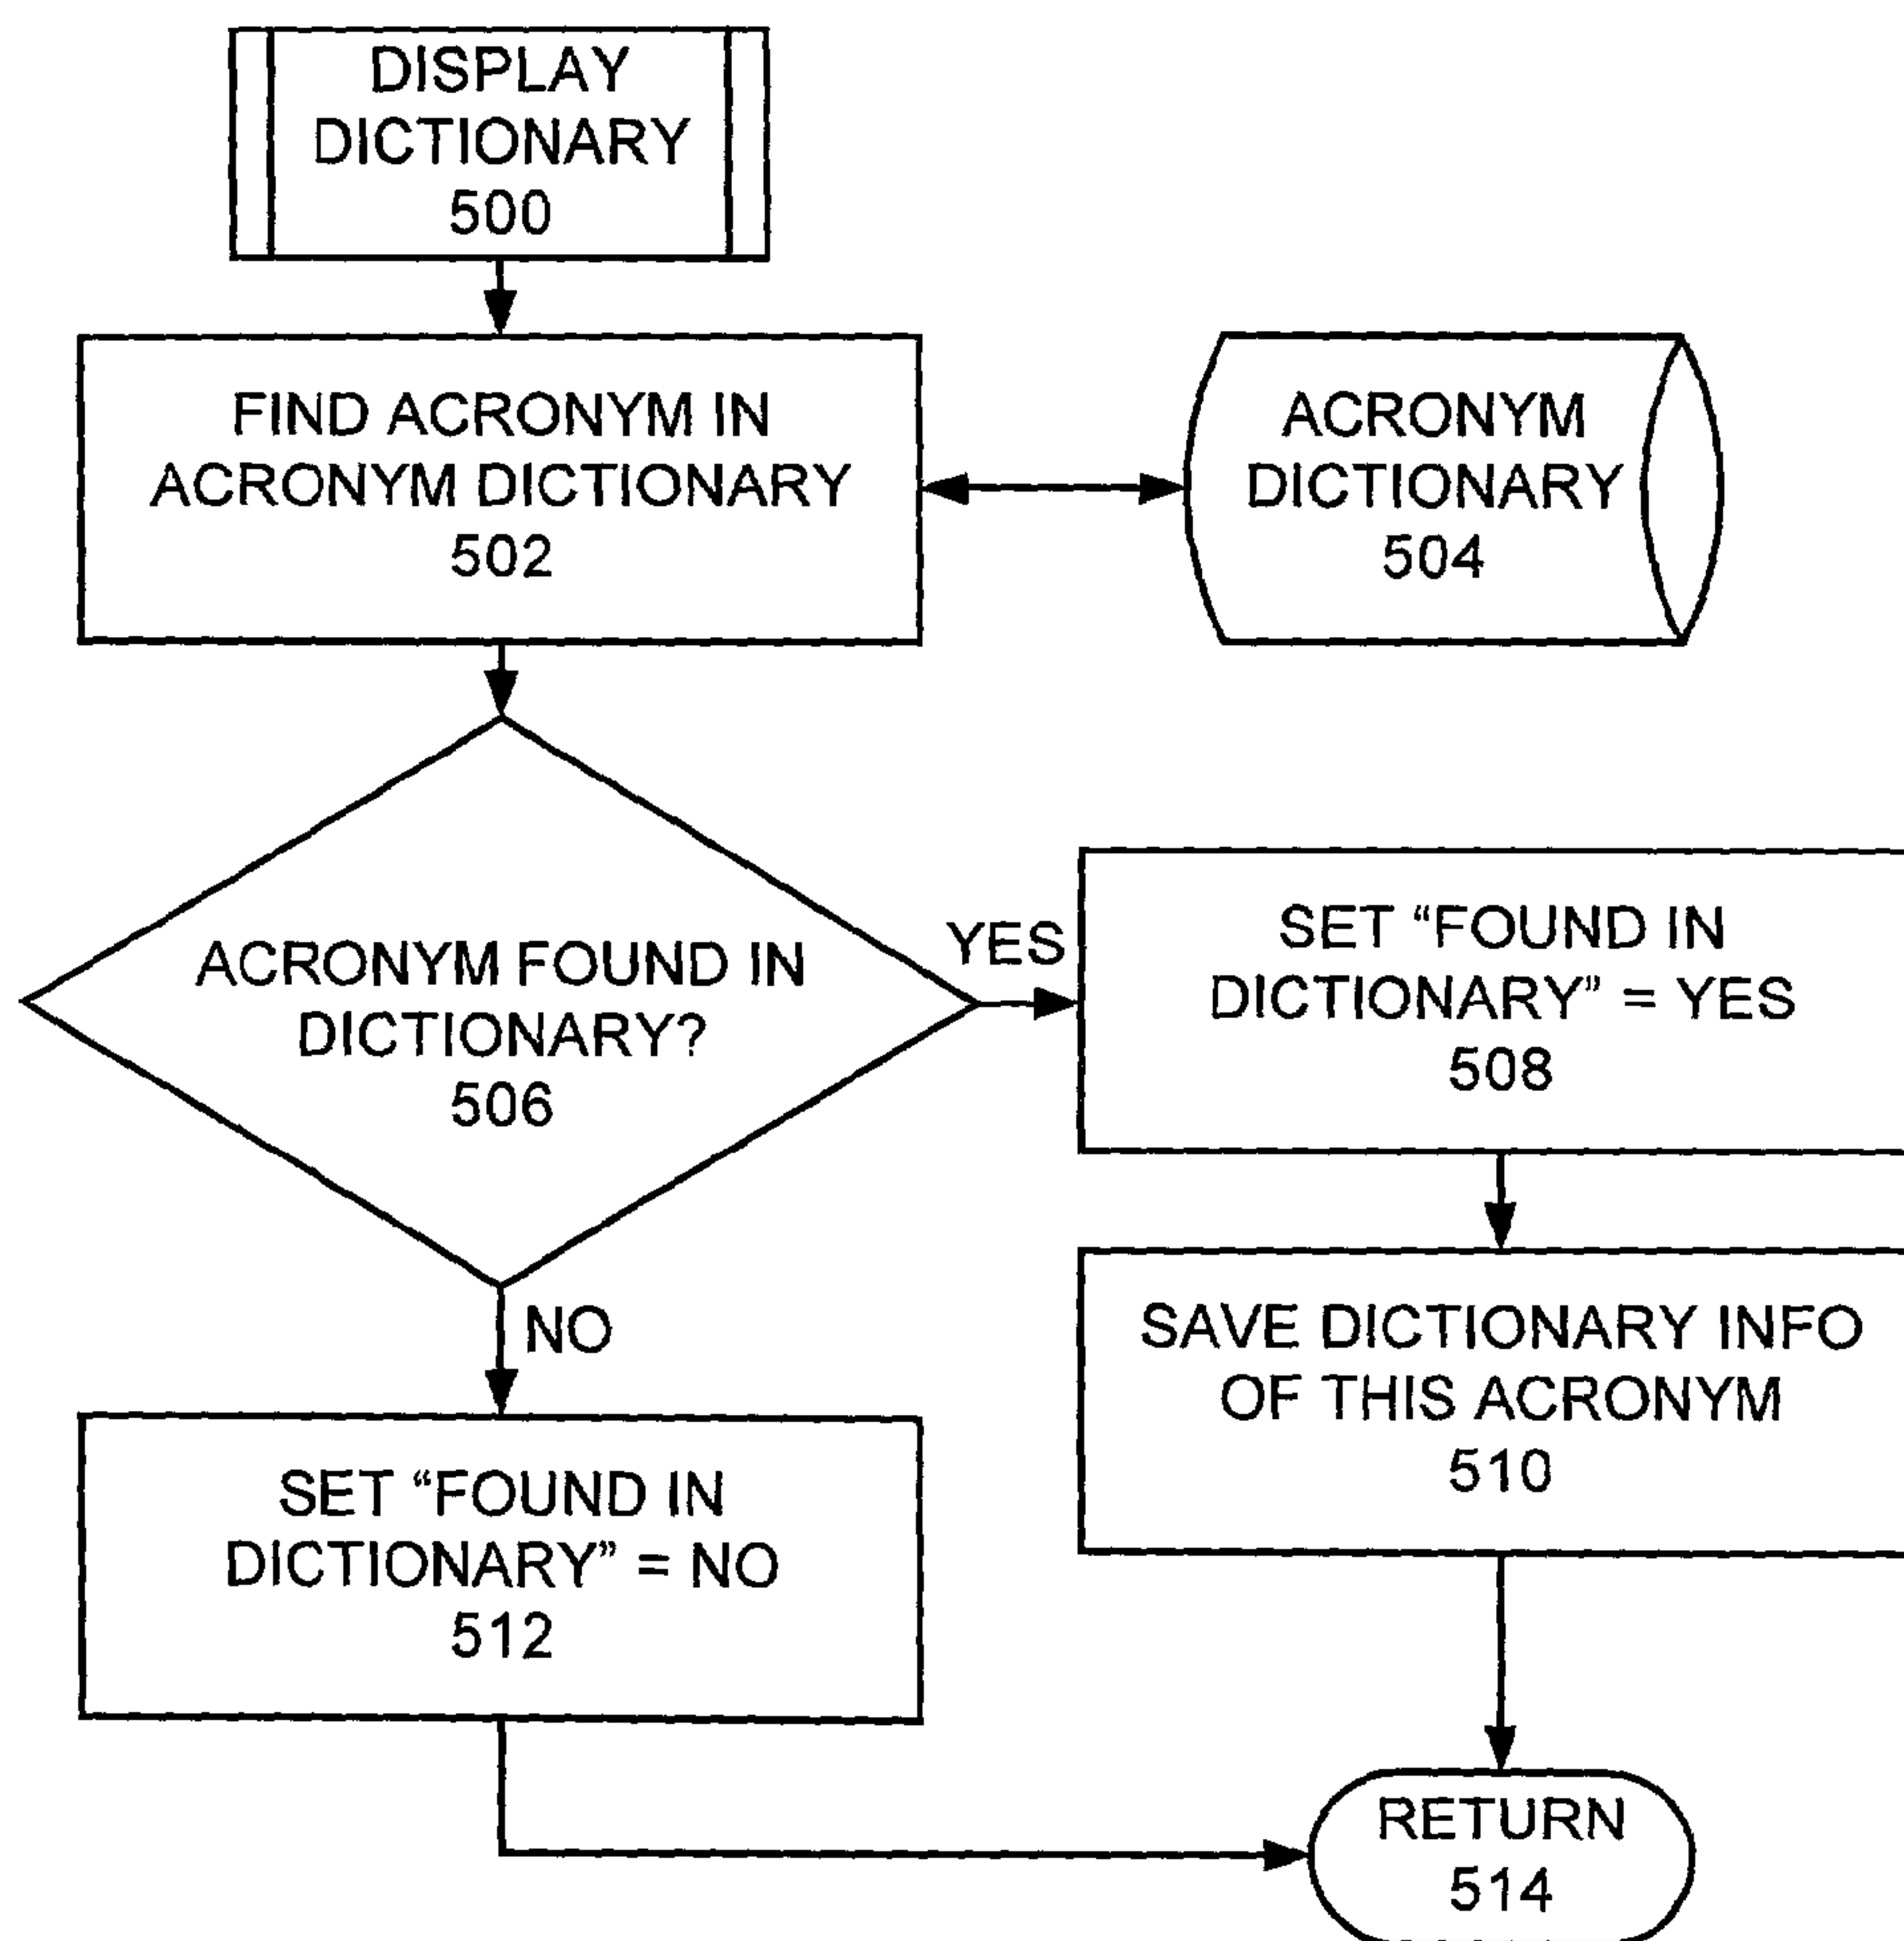 DISPLAY
DICTIONARY
500
FIND ACRONYM IN
ACRONYM DICTIONARY
502
ACRONYM
DICTIONARY
504
ACRONYM FOUND IN
DICTIONARY?
506
YES
SET “FOUND IN
DICTIONARY” = YES
508
SAVE DICTIONARY INFO
OF THIS ACRONYM
510
NO
SET “FOUND IN
DICTIONARY” = NO
512
RETURN
514